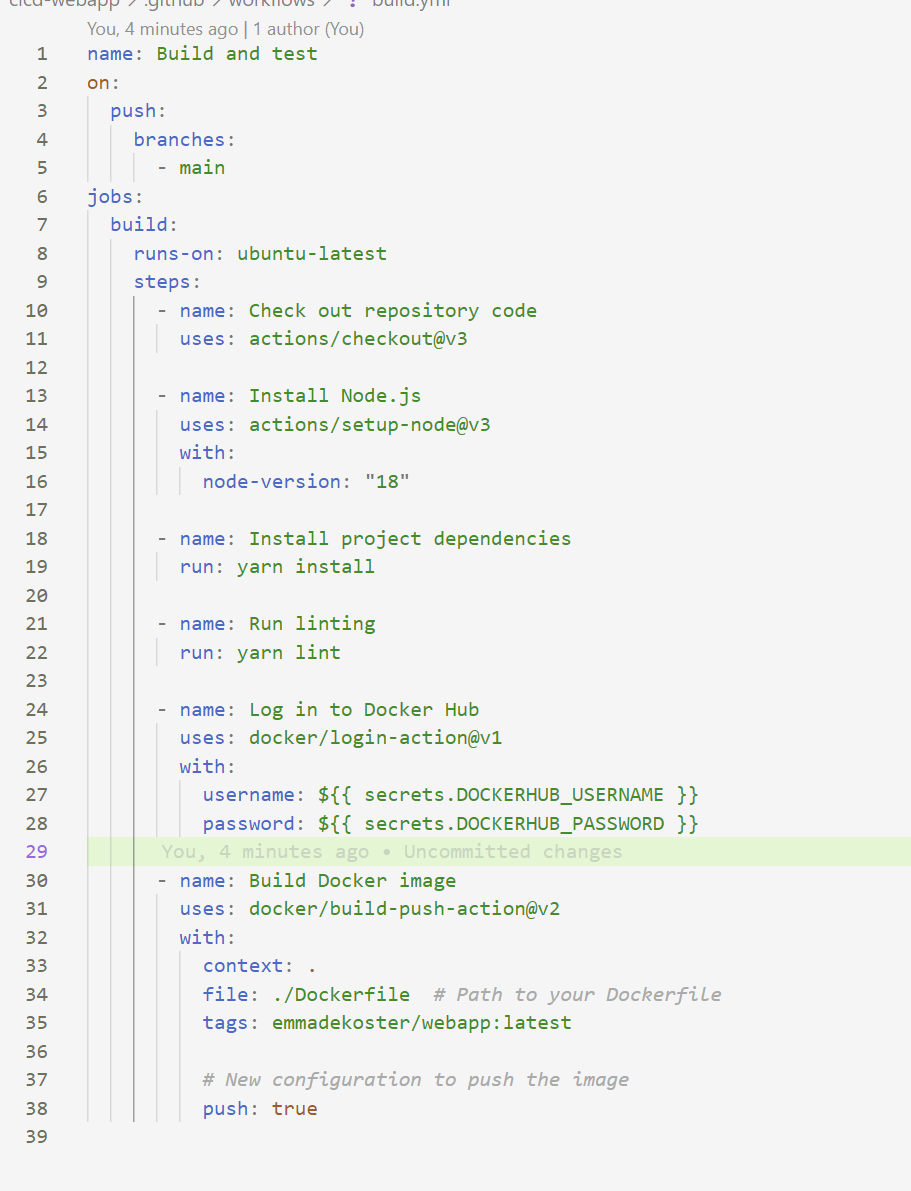 cicd-webapp > .github > workflows > ! build.yml
You, 4 minutes ago | 1 author (You)
1 name: Build and test
2 on:
3 push:
4 branches:
5 - main
6 jobs:
7 build:
8 runs-on: ubuntu-latest
9 steps:
10 - name: Check out repository code
11 uses: actions/checkout@v3
12
13 - name: Install Node.js
14 uses: actions/setup-node@v3
15 with:
16 node-version: "18"
17
18 - name: Install project dependencies
19 run: yarn install
20
21 - name: Run linting
22 run: yarn lint
23
24 - name: Log in to Docker Hub
25 uses: docker/login-action@v1
26 with:
27 username: ${{ secrets.DOCKERHUB_USERNAME }}
28 password: ${{ secrets.DOCKERHUB_PASSWORD }}
29 You, 4 minutes ago • Uncommitted changes
30 - name: Build Docker image
31 uses: docker/build-push-action@v2
32 with:
33 context: .
34 file: ./Dockerfile # Path to your Dockerfile
35 tags: emmadekoster/webapp:latest
36
37 # New configuration to push the image
38 push: true
39